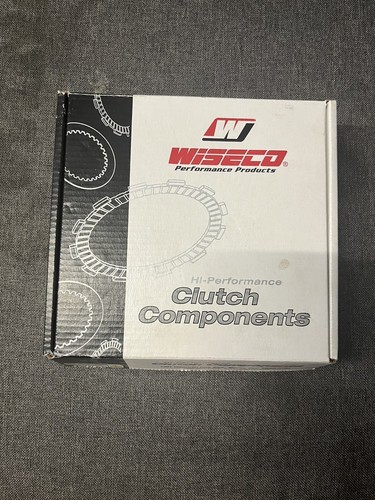 W
WISECO®
Performance Products
Hi-Performance
Clutch
Components